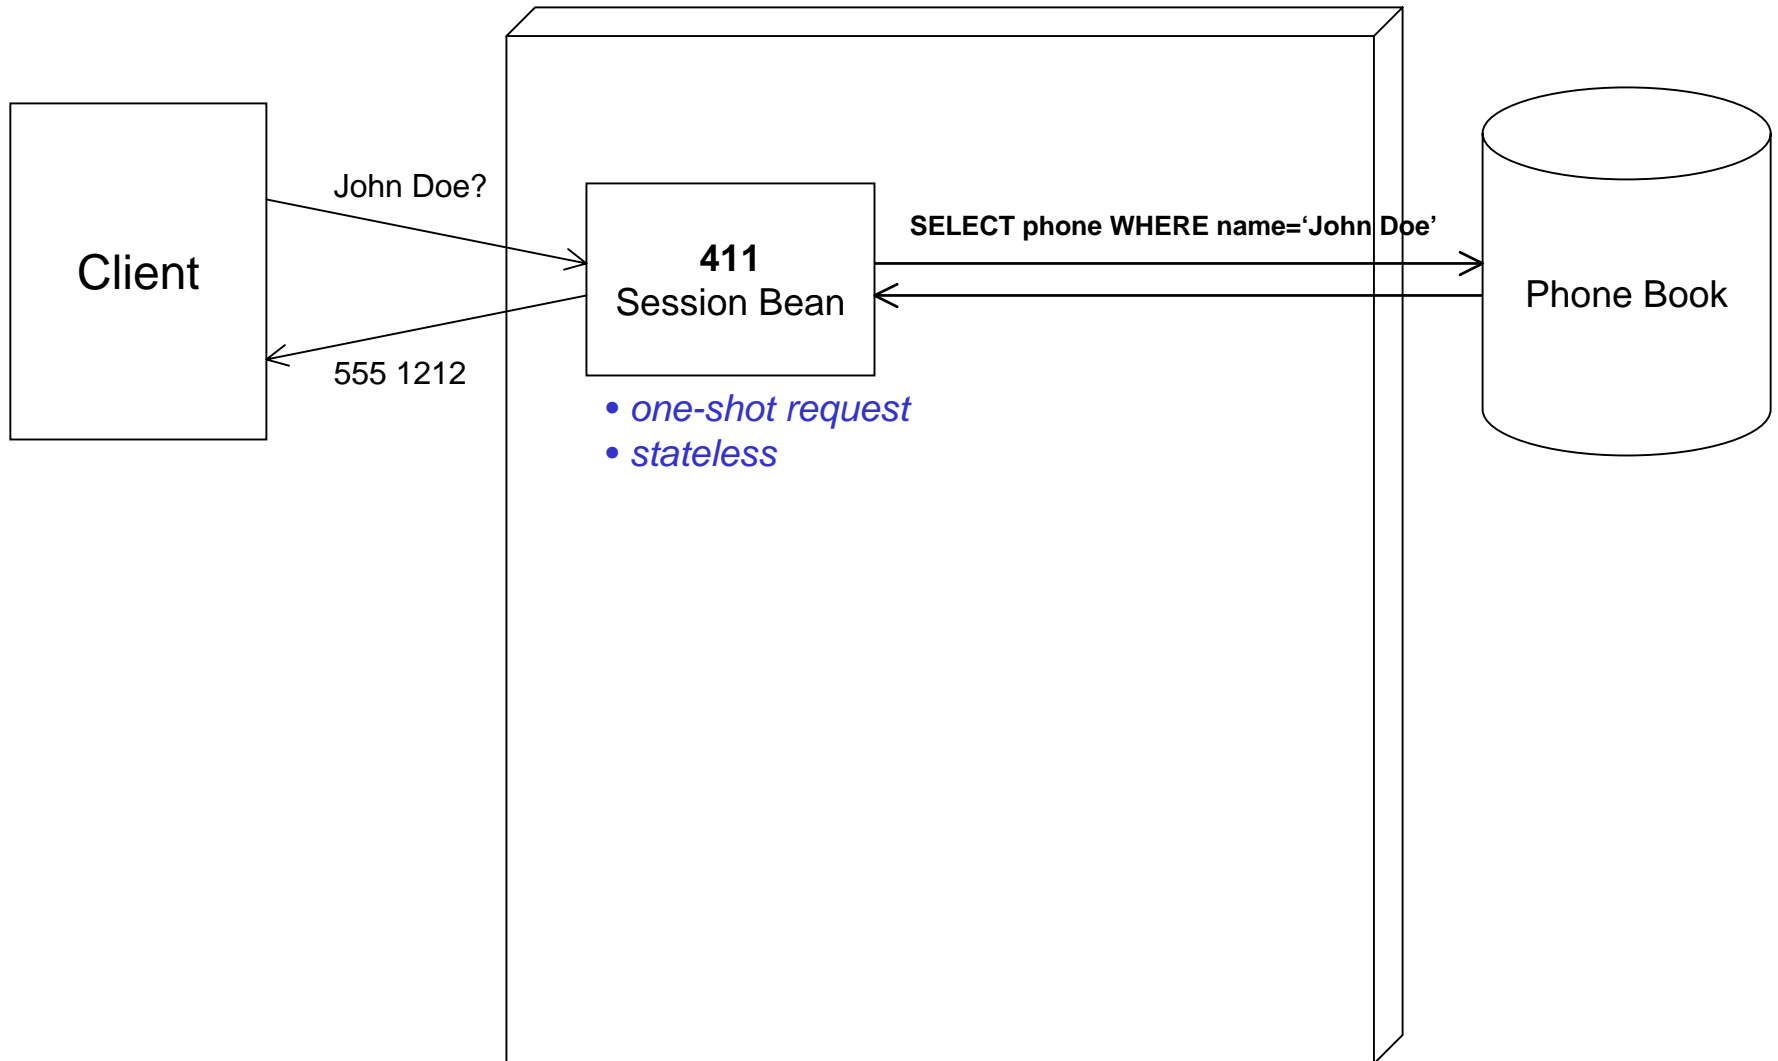 John Doe?
Client
555 1212
411
Session Bean
• one-shot request
• stateless
SELECT phone WHERE name=‘John Doe’
Phone Book